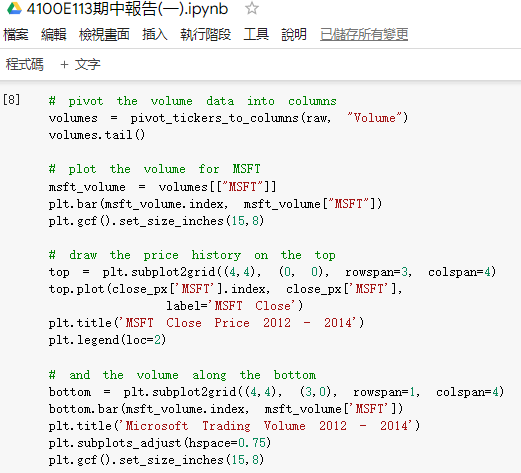 4100E113期中報告(一).ipynb
檔案 編輯 檢視畫面 插入 執行階段 工具 說明 已儲存所有變更
程式碼 + 文字
[8] # pivot the volume data into columns
volumes = pivot_tickers_to_columns(raw, "Volume")
volumes.tail()
# plot the volume for MSFT
msft_volume = volumes[["MSFT"]]
plt.bar(msft_volume.index, msft_volume["MSFT"])
plt.gcf().set_size_inches(15,8)
# draw the price history on the top
top = plt.subplot2grid((4,4), (0, 0), rowspan=3, colspan=4)
top.plot(close_px['MSFT'].index, close_px['MSFT'],
label='MSFT Close')
plt.title('MSFT Close Price 2012 - 2014')
plt.legend(loc=2)
# and the volume along the bottom
bottom = plt.subplot2grid((4,4), (3,0), rowspan=1, colspan=4)
bottom.bar(msft_volume.index, msft_volume['MSFT'])
plt.title('Microsoft Trading Volume 2012 - 2014')
plt.subplots_adjust(hspace=0.75)
plt.gcf().set_size_inches(15,8)